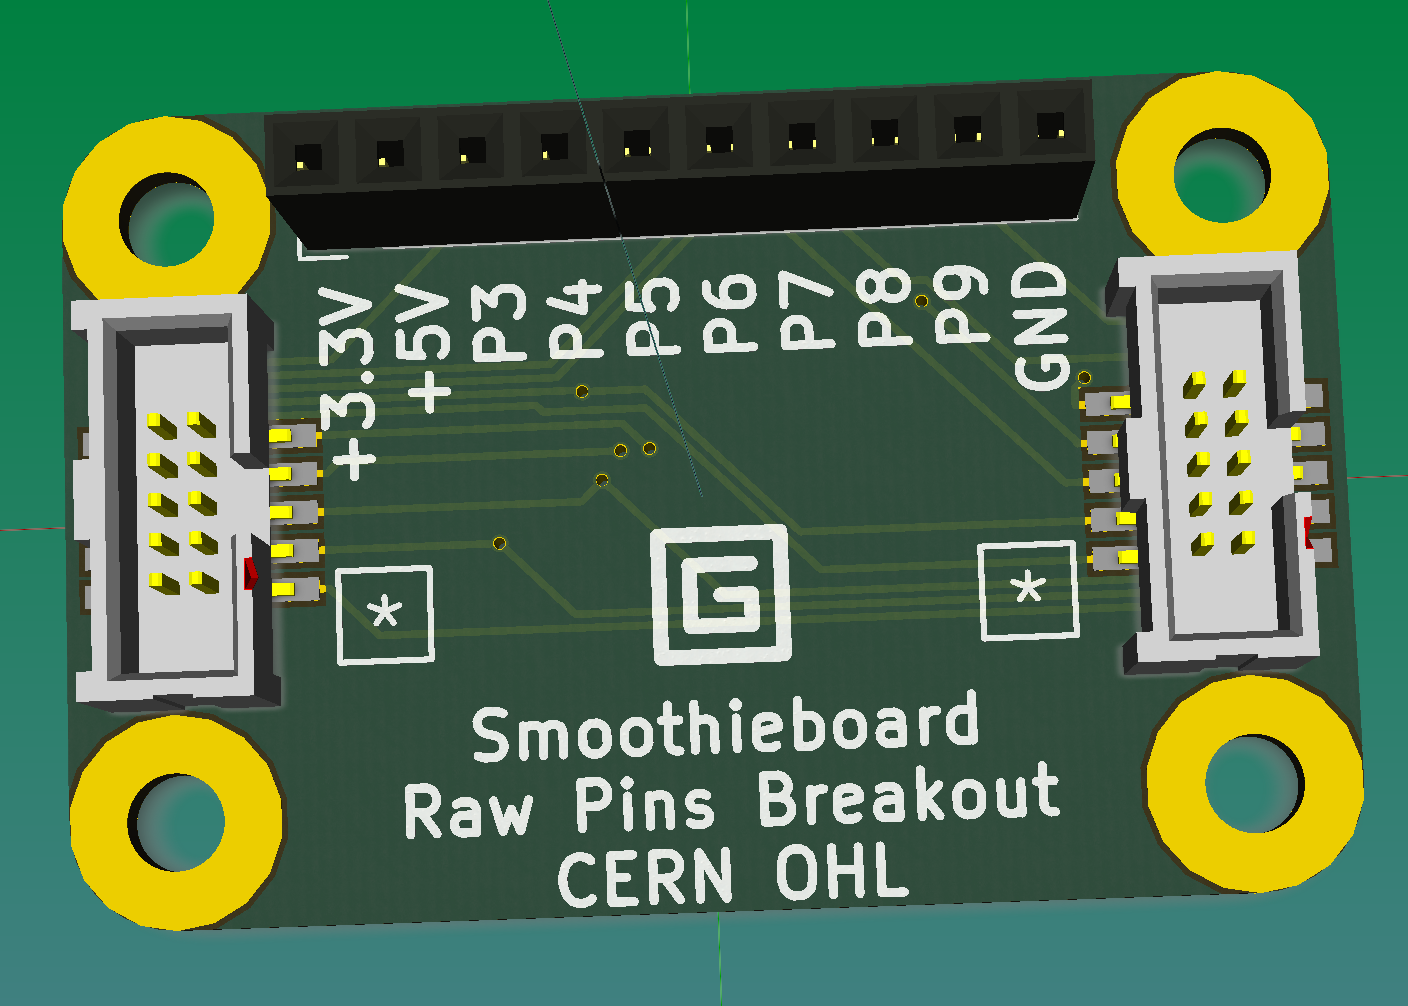 +3.3V
+5V
P3
P4
P5
P6
P7
P8
P9
GND
*
G
*
Smoothieboard
Raw Pins Breakout
CERN OHL